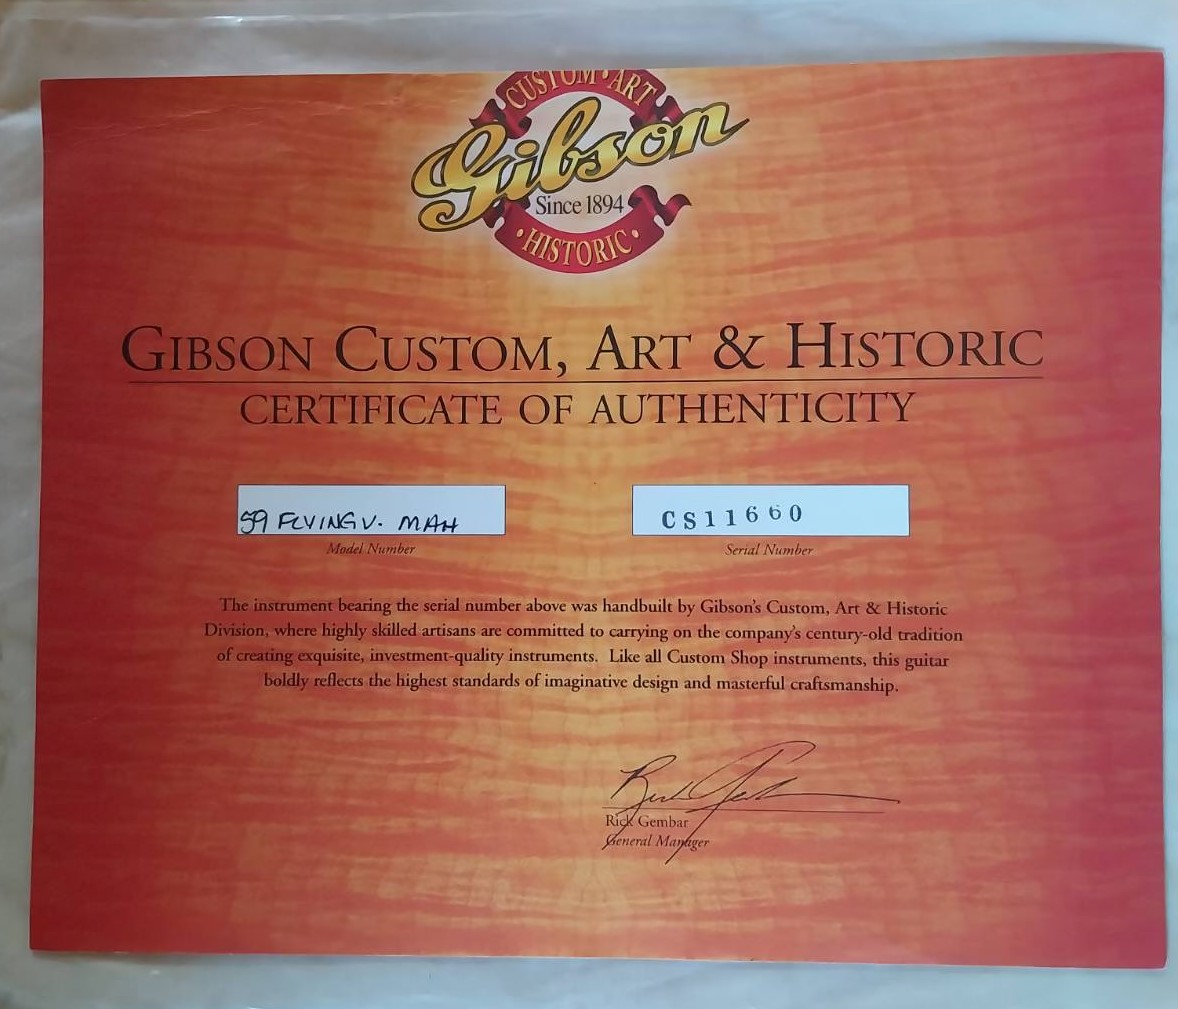 CUSTOM • ART
Gibson
Since 1894
• HISTORIC •
GIBSON CUSTOM, ART & HISTORIC
CERTIFICATE OF AUTHENTICITY
59 FLYING V. MAH
CS11660
Model Number
Serial Number
The instrument bearing the serial number above was handbuilt by Gibson's Custom, Art & Historic
Division, where highly skilled artisans are committed to carrying on the company's century-old tradition
of creating exquisite, investment-quality instruments. Like all Custom Shop instruments, this guitar
boldly reflects the highest standards of imaginative design and masterful craftsmanship.
Rick Gembar
General Manager